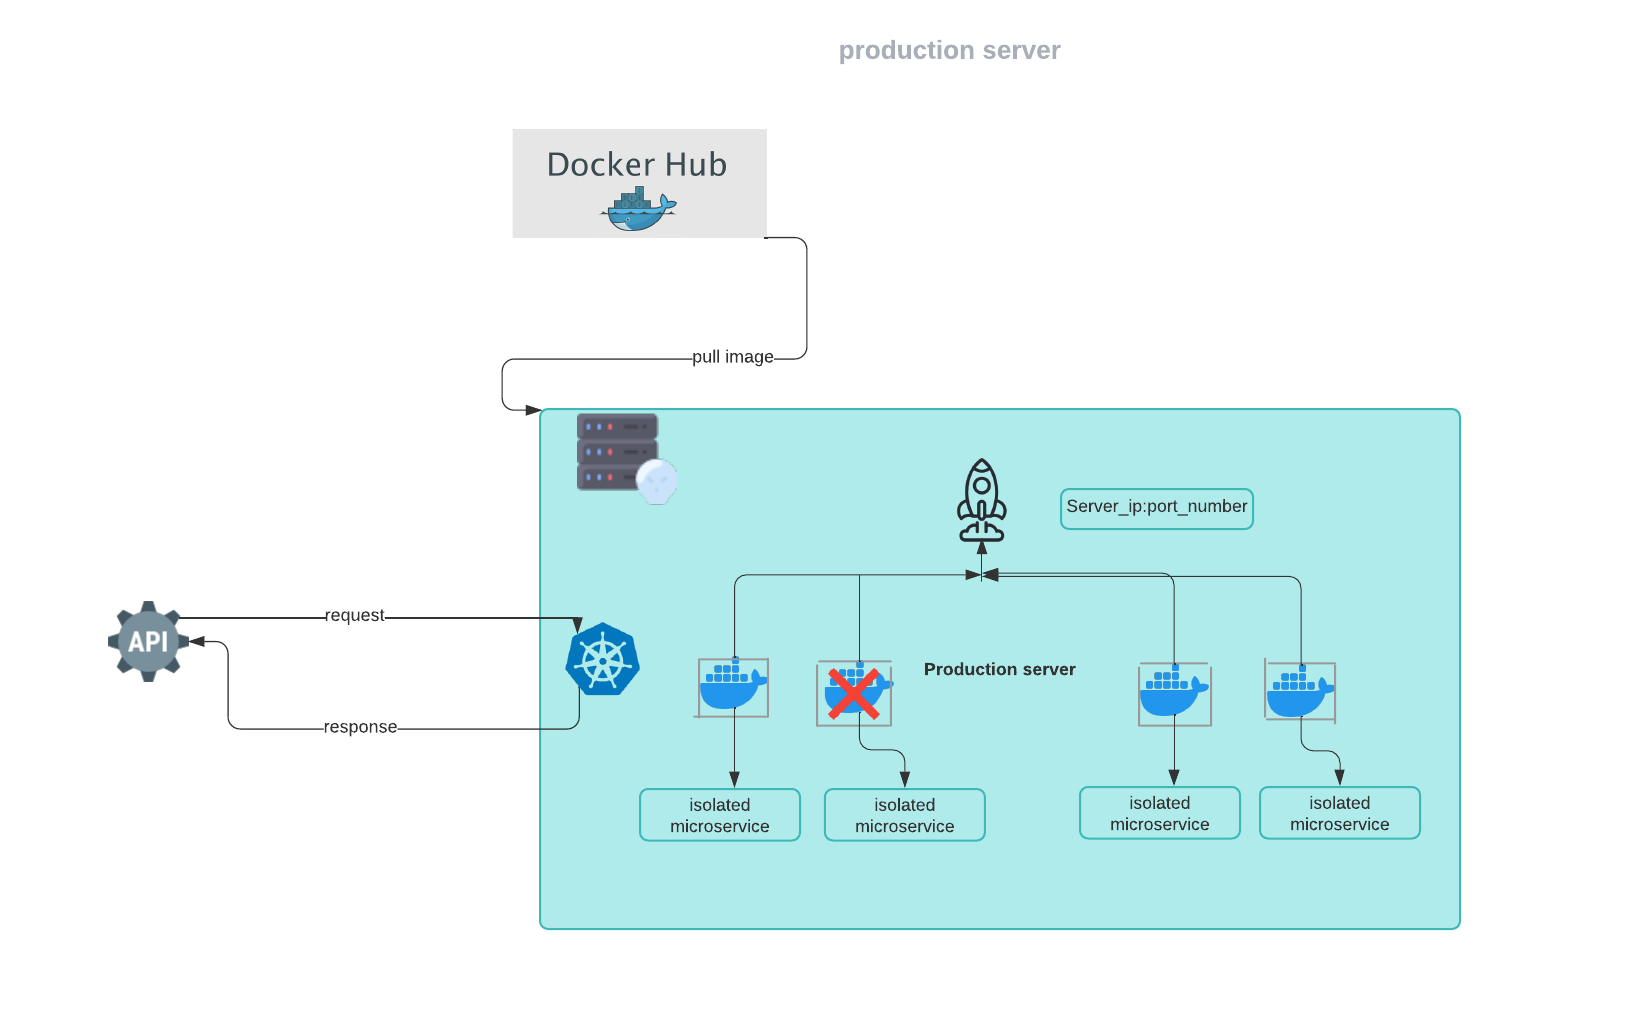 production server
Docker Hub
pull image
Server_ip:port_number
API
request
response
Production server
isolated
microservice
isolated
microservice
isolated
microservice
isolated
microservice